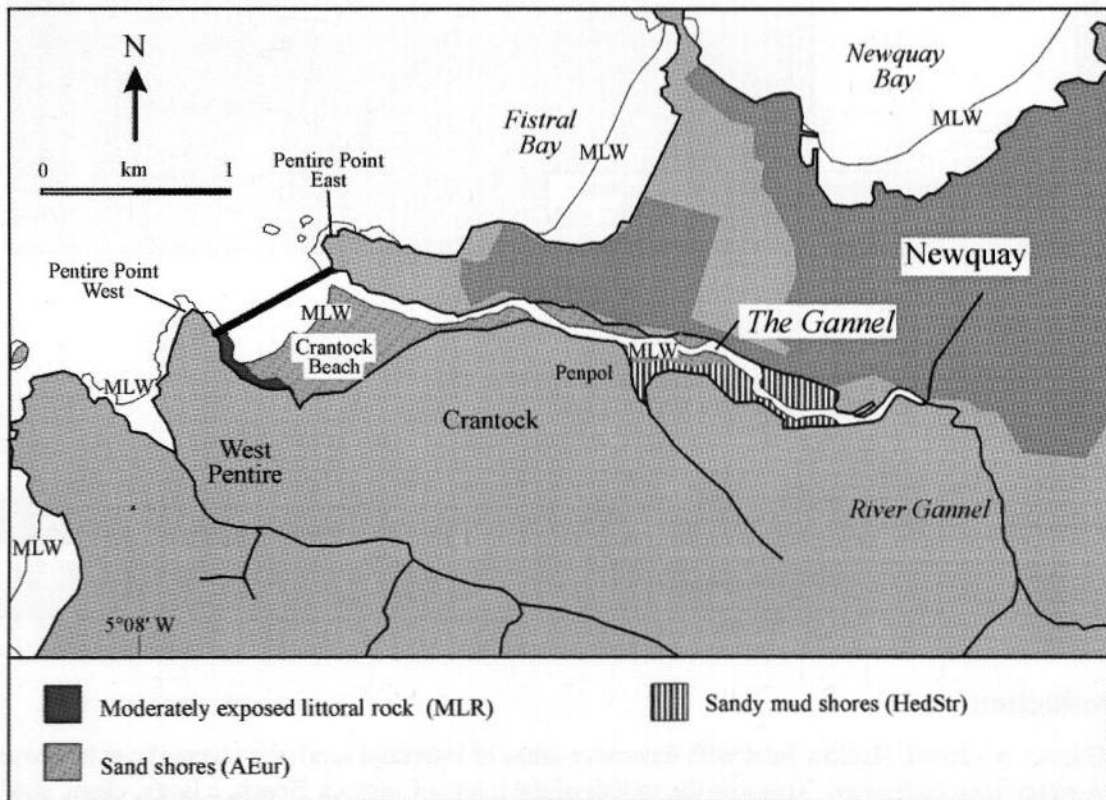 N
km
0
1
Newquay
Bay
MLW
Fistral
Bay
MLW
Pentire Point
East
Pentire Point
West
Newquay
MLW
The Gannel
Crantock
Beach
MLW
MLW
Penpol
West
Pentire
Crantock
River Gannel
MLW
5°08' W
Moderately exposed littoral rock (MLR)
Sandy mud shores (HedStr)
Sand shores (AEur)